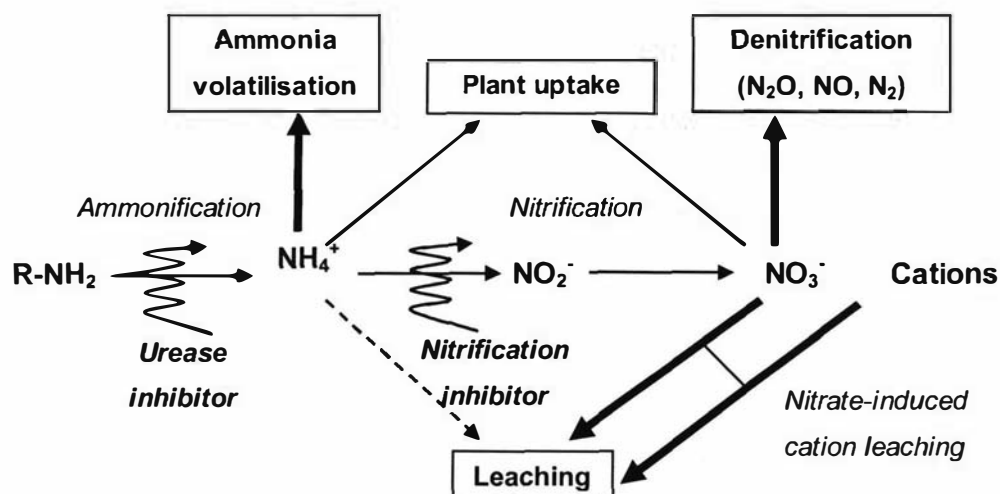 Ammonia
volatilisation
Plant uptake
Denitrification
(N₂O, NO, N₂)
Ammonification
Nitrification
R-NH₂
NH₄⁺
NO₂⁻
NO₃⁻
Cations
Urease
inhibitor
Nitrification
inhibitor
Nitrate-induced
cation leaching
Leaching